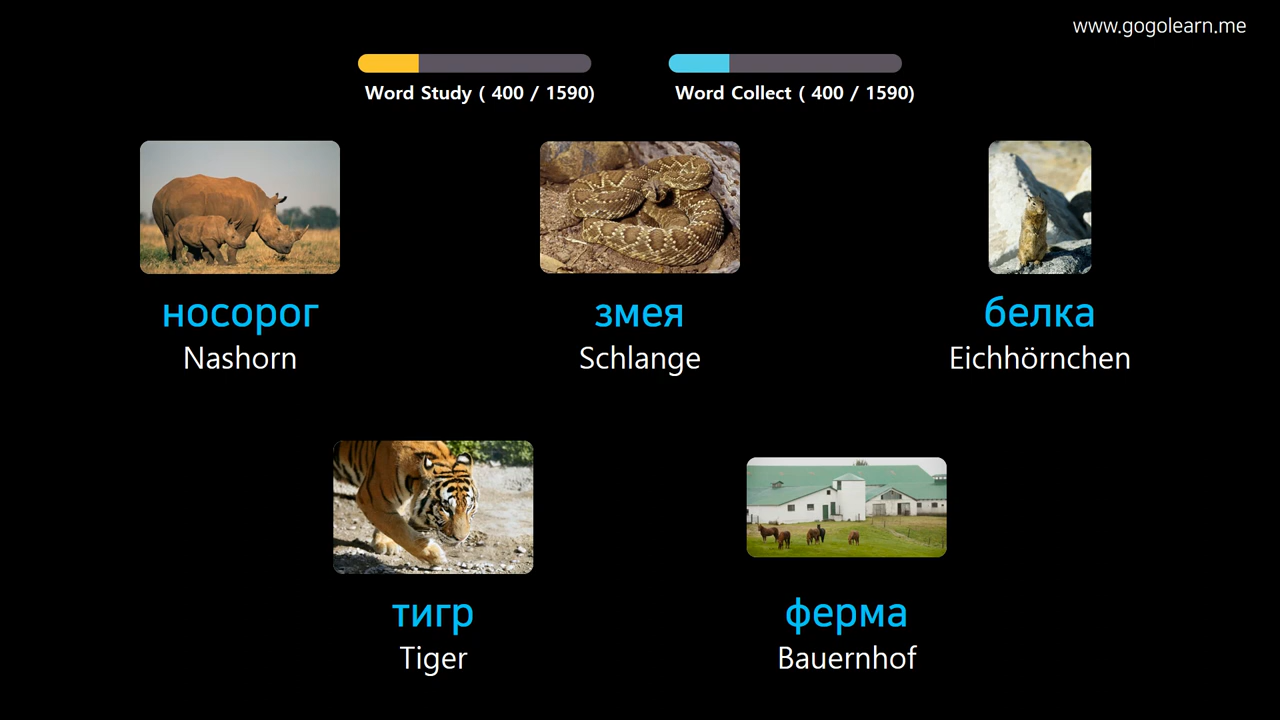 www.gogolearn.me
Word Study ( 400 / 1590)
Word Collect ( 400 / 1590)
носорог
змея
белка
Nashorn
Schlange
Eichhörnchen
тигр
ферма
Tiger
Bauernhof